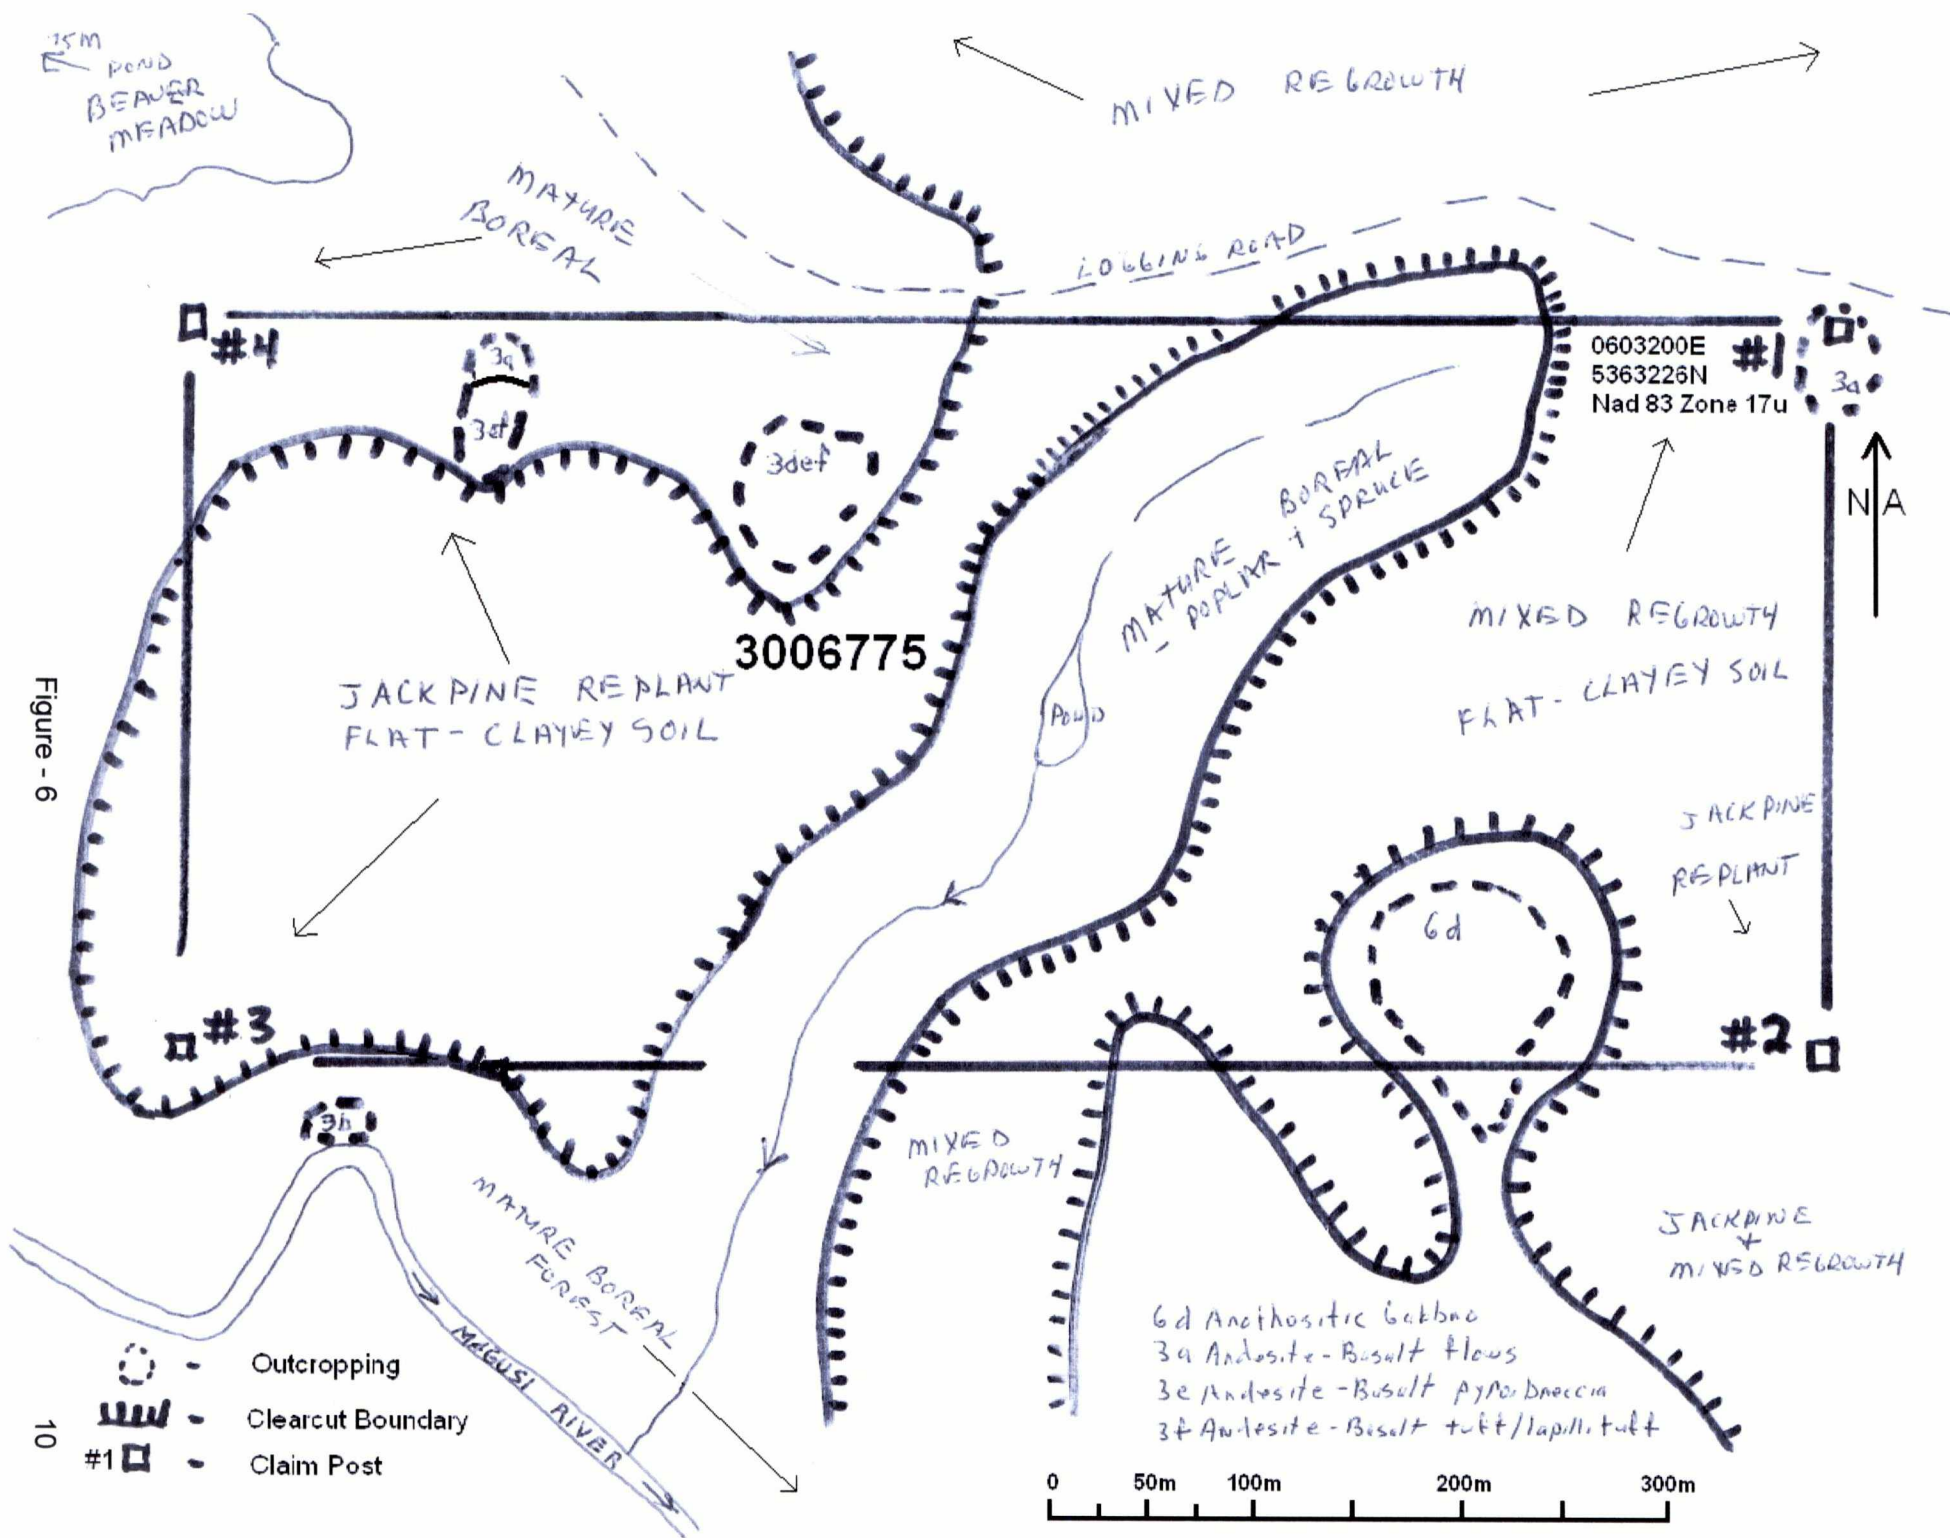 75M
POND
BEAVER
MEADOW
MIXED REGROWTH
MATURE
BOREAL
LOGGING ROAD
#4
3a
3ef
3def
0603200E
5363226N
Nad 83 Zone 17u
#1
3a
N A
MATURE BOREAL
POPLAR + SPRUCE
3006775
JACKPINE REPLANT
FLAT - CLAYEY SOIL
POND
MIXED REGROWTH
FLAT - CLAYEY SOIL
JACKPINE
REPLANT
6d
Figure - 6
#3
#2
MIXED
REGROWTH
MATURE BOREAL
FOREST
JACKPINE
+
MIXED REGROWTH
MAGUSI RIVER
Outcropping
Clearcut Boundary
#1 - Claim Post
6d Anothositic Gabbro
3a Andesite - Basalt flows
3e Andesite - Basalt pyro. breccia
3f Andesite - Basalt tuff/lapilli tuff
0 50m 100m 200m 300m
10